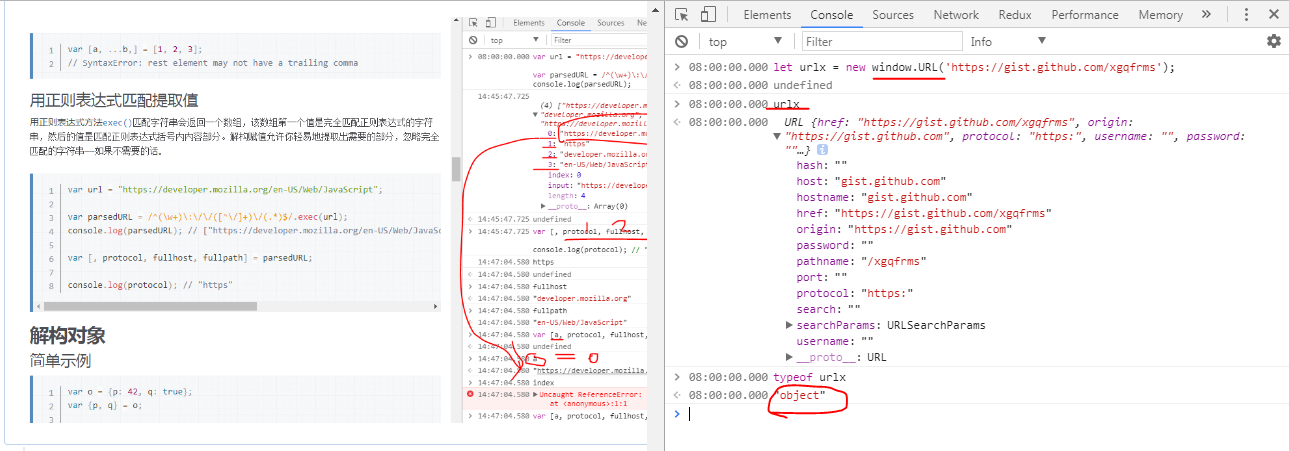 1 var [a, ...b,] = [1, 2, 3];
2 // SyntaxError: rest element may not have a trailing comma
用正则表达式匹配提取值
用正则表达式方法exec()匹配字符串会返回一个数组，该数组第一个值是完全匹配正则表达式的字符
串，然后的值是匹配正则表达式括号内内容部分。解构赋值允许你轻易地提取出需要的部分，忽略完全
匹配的字符串——如果不需要的话。
1 var url = "https://developer.mozilla.org/en-US/Web/JavaScript";
2
3 var parsedURL = /^(\w+)\:\/\/([^\/]+)\/(.*)$/.exec(url);
4 console.log(parsedURL); // ["https://developer.mozilla.org/en-US/Web/JavaSc
5
6 var [, protocol, fullhost, fullpath] = parsedURL;
7
8 console.log(protocol); // "https"
解构对象
简单示例
1 var o = {p: 42, q: true};
2 var {p, q} = o;
Elements Console Sources
top Filter
08:00:00.000 var url = "https://develope
var parsedURL = /^(\w+)\:\/
console.log(parsedURL);
14:45:47.725
(4) ["https://developer.m
"developer.mozilla.org",
"https://developer.mozill
0: "https://developer.mo
1: "https"
2: "developer.mozilla.or
3: "en-US/Web/JavaScript
index: 0
input: "https://develope
length: 4
__proto__: Array(0)
14:45:47.725 undefined
14:45:47.725 var [, protocol, fullhost,
1 2
console.log(protocol); // "
14:47:04.580 https
14:47:04.580 undefined
14:47:04.580 fullhost
14:47:04.580 "developer.mozilla.org"
14:47:04.580 fullpath
14:47:04.580 "en-US/Web/JavaScript"
14:47:04.580 var [a, protocol, fullhost,
14:47:04.580 undefined
14:47:04.580 a
a = 0
14:47:04.580 "https://developer.mozilla.
14:47:04.580 index
14:47:04.580 Uncaught ReferenceError:
at <anonymous>:1:1
14:47:04.580 var [a, protocol, fullhost,
Elements Console Sources Network Redux Performance Memory
top Filter Info
08:00:00.000 let urlx = new window.URL('https://gist.github.com/xgqfrms');
08:00:00.000 undefined
08:00:00.000 urlx
08:00:00.000 URL {href: "https://gist.github.com/xgqfrms", origin:
"https://gist.github.com", protocol: "https:", username: "", password:
""…}
hash: ""
host: "gist.github.com"
hostname: "gist.github.com"
href: "https://gist.github.com/xgqfrms"
origin: "https://gist.github.com"
password: ""
pathname: "/xgqfrms"
port: ""
protocol: "https:"
search: ""
searchParams: URLSearchParams
username: ""
__proto__: URL
08:00:00.000 typeof urlx
08:00:00.000 "object"